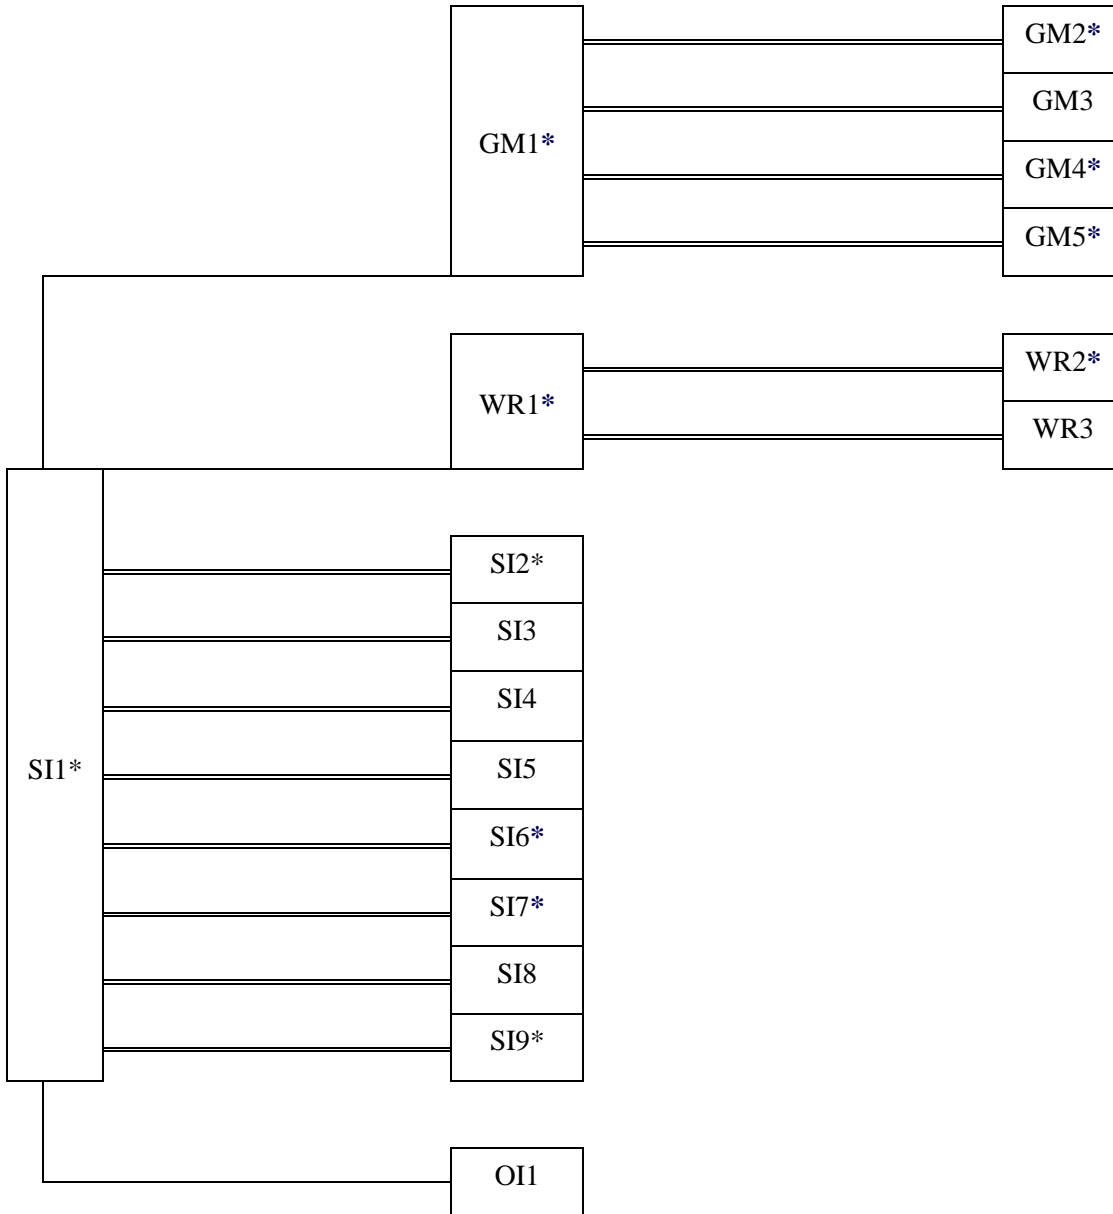 GM1*
GM2*
GM3
GM4*
GM5*
WR1*
WR2*
WR3
SI1*
SI2*
SI3
SI4
SI5
SI6*
SI7*
SI8
SI9*
OI1